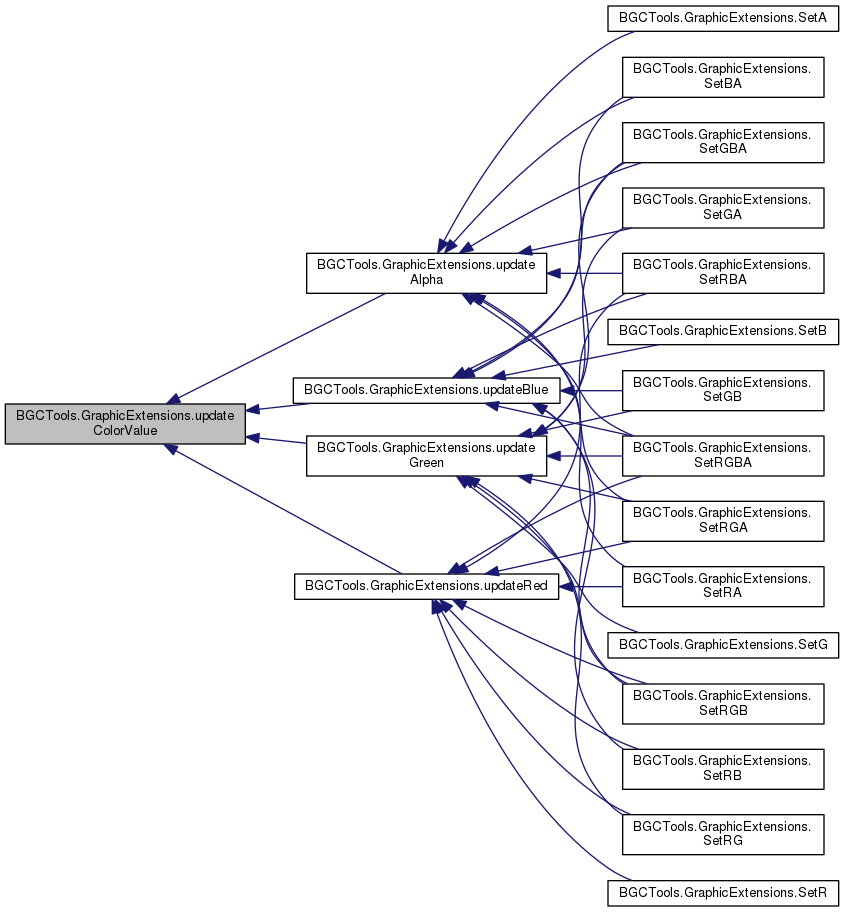 BGCTools.GraphicExtensions.SetA
BGCTools.GraphicExtensions.
SetBA
BGCTools.GraphicExtensions.
SetGBA
BGCTools.GraphicExtensions.
SetGA
BGCTools.GraphicExtensions.update
Alpha
BGCTools.GraphicExtensions.
SetRBA
BGCTools.GraphicExtensions.SetB
BGCTools.GraphicExtensions.updateBlue
BGCTools.GraphicExtensions.
SetGB
BGCTools.GraphicExtensions.update
ColorValue
BGCTools.GraphicExtensions.update
Green
BGCTools.GraphicExtensions.
SetRGBA
BGCTools.GraphicExtensions.
SetRGA
BGCTools.GraphicExtensions.updateRed
BGCTools.GraphicExtensions.
SetRA
BGCTools.GraphicExtensions.SetG
BGCTools.GraphicExtensions.
SetRGB
BGCTools.GraphicExtensions.
SetRB
BGCTools.GraphicExtensions.
SetRG
BGCTools.GraphicExtensions.SetR